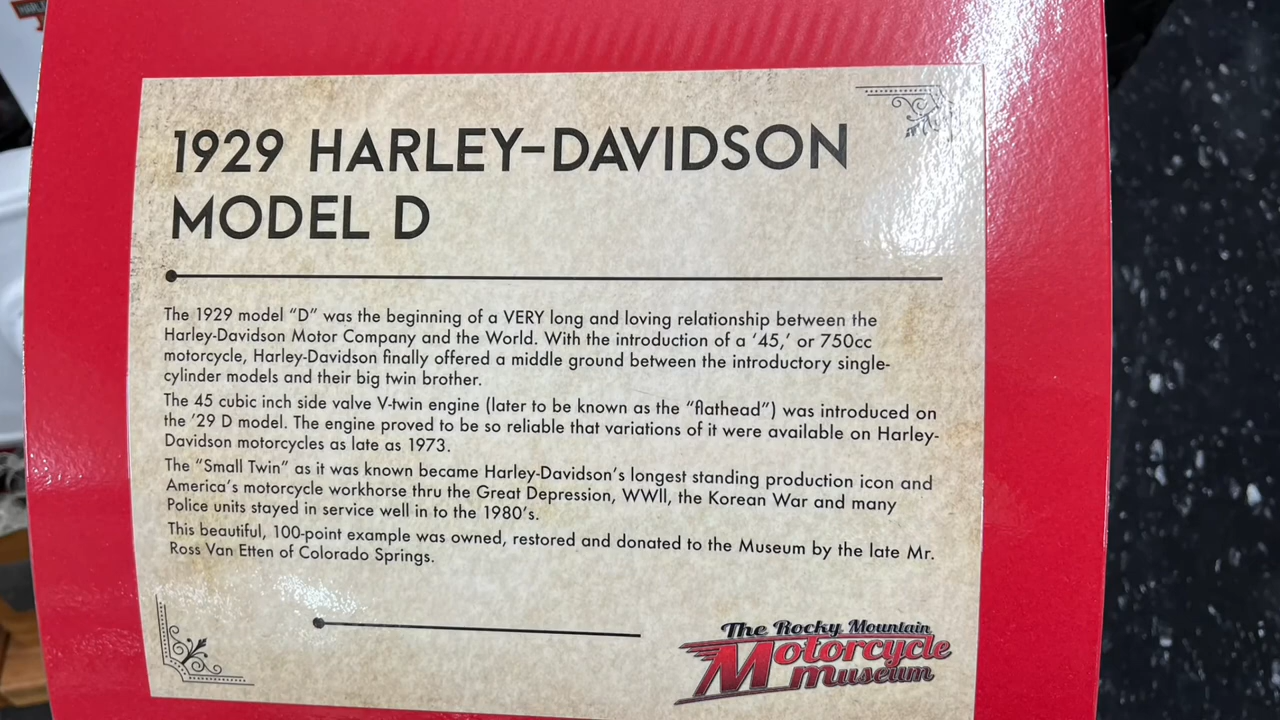 1929 HARLEY-DAVIDSON
MODEL D
The 1929 model “D” was the beginning of a VERY long and loving relationship between the
Harley-Davidson Motor Company and the World. With the introduction of a ‘45,’ or 750cc
motorcycle, Harley-Davidson finally offered a middle ground between the introductory single-
cylinder models and their big twin brother.
The 45 cubic inch side valve V-twin engine (later to be known as the “flathead”) was introduced on
the ’29 D model. The engine proved to be so reliable that variations of it were available on Harley-
Davidson motorcycles as late as 1973.
The “Small Twin” as it was known became Harley-Davidson’s longest standing production icon and
America’s motorcycle workhorse thru the Great Depression, WWll, the Korean War and many
Police units stayed in service well in to the 1980’s.
This beautiful, 100-point example was owned, restored and donated to the Museum by the late Mr.
Ross Van Etten of Colorado Springs.
The Rocky Mountain
Motorcycle
museum